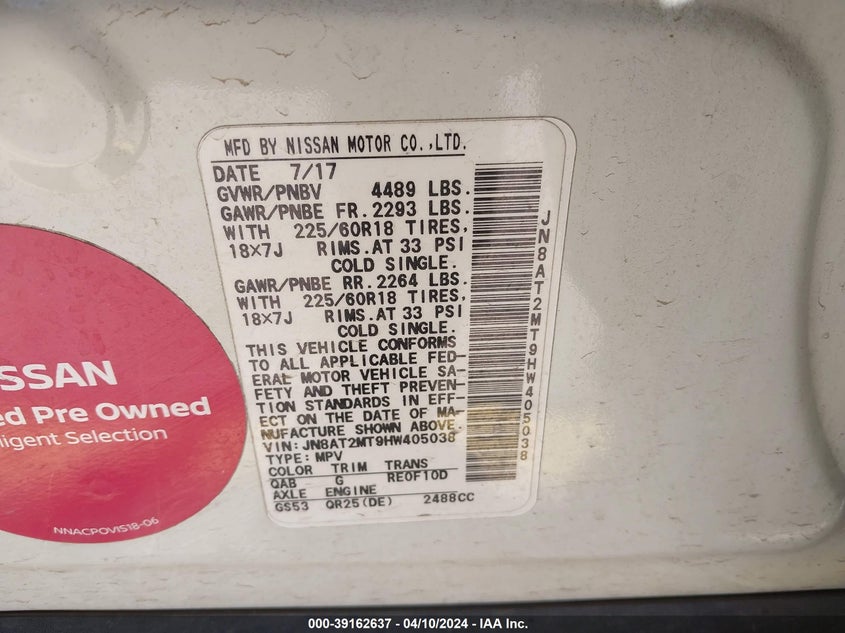 MFD BY NISSAN MOTOR CO.,LTD.
DATE 7/17
GVWR/PNBV 4489 LBS.
GAWR/PNBE FR. 2293 LBS.
WITH 225/60R18 TIRES,
18X7J RIMS.AT 33 PSI
COLD SINGLE.
GAWR/PNBE RR. 2264 LBS.
WITH 225/60R18 TIRES,
18X7J RIMS.AT 33 PSI
COLD SINGLE.
THIS VEHICLE CONFORMS
TO ALL APPLICABLE FED-
ERAL MOTOR VEHICLE SA-
FETY AND THEFT PREVEN-
TION STANDARDS IN EFF-
ECT ON THE DATE OF MA-
NUFACTURE SHOWN ABOVE.
VIN:JN8AT2MT9HW405038
TYPE:MPV
COLOR TRIM TRANS
QAB G RE0F10D
AXLE ENGINE
GS53 QR25(DE) 2488CC
JN8AT2MT9HW405038
SSAN
ed Pre Owned
lligent Selection
NNACPOVIS18-06
000-39162637 - 04/10/2024 - IAA Inc.